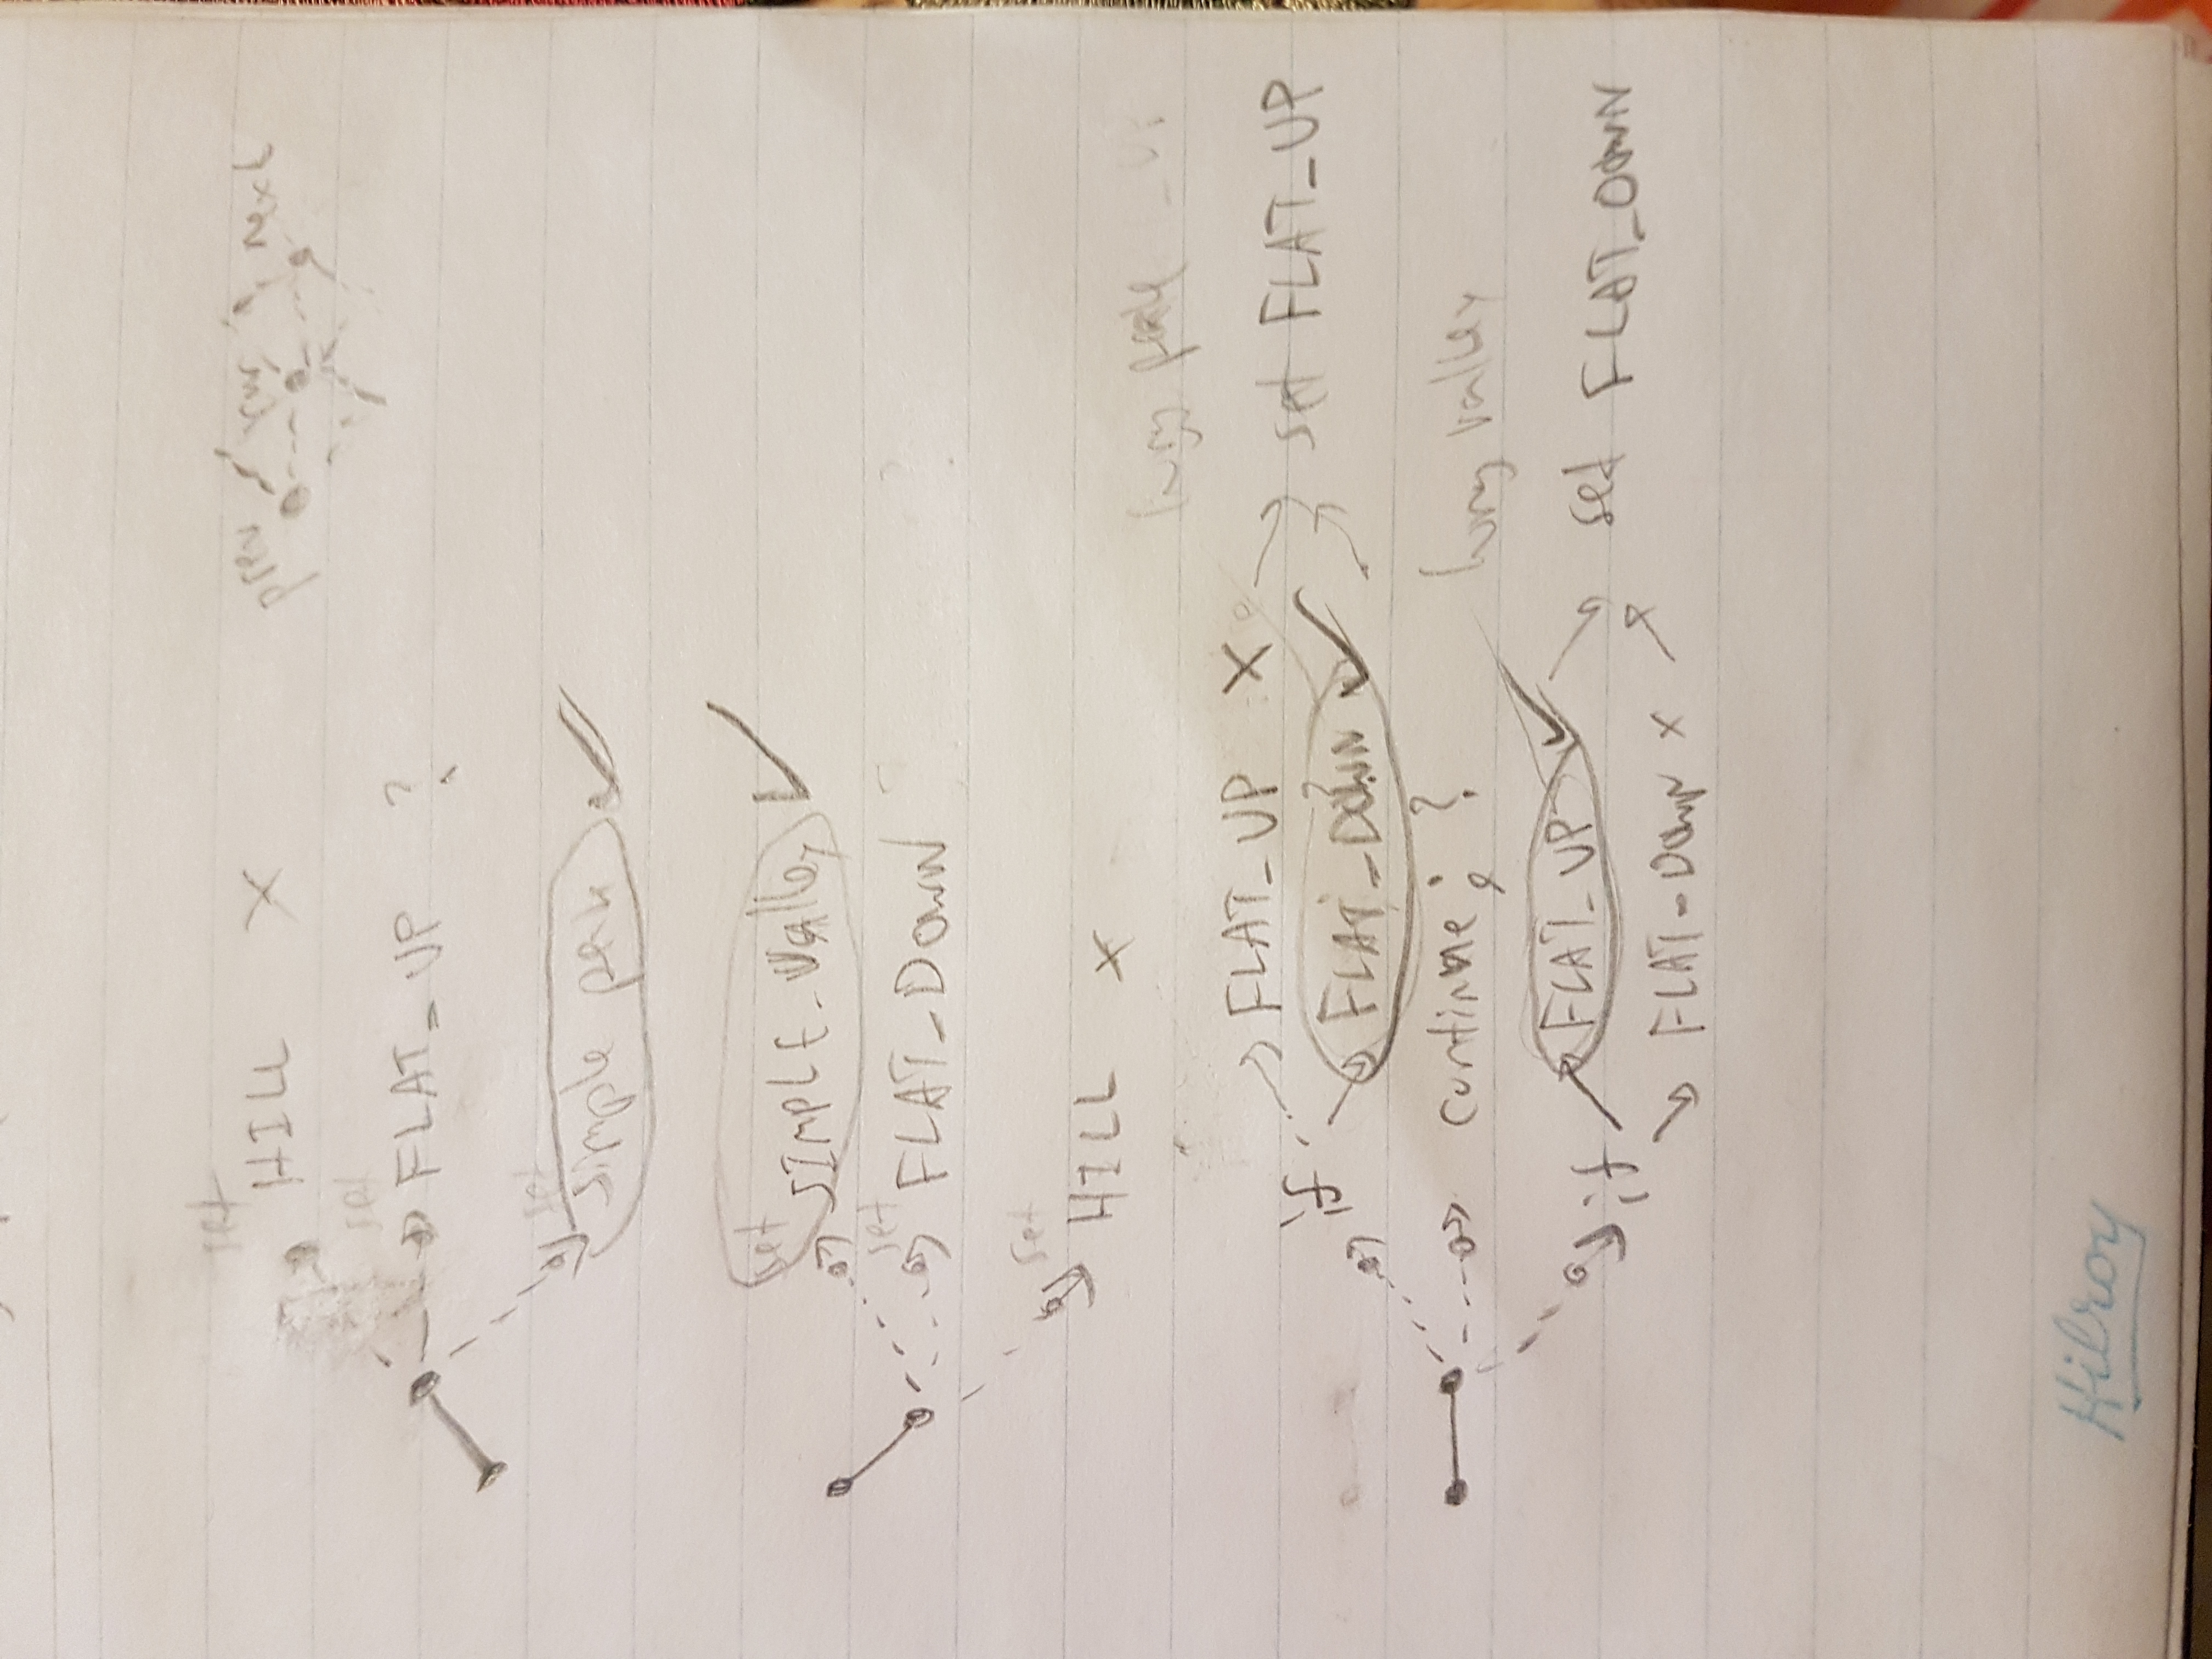 set
HILL X
prev cur next
set
FLAT_UP ?
set
simple peak
set
SIMPLE_Valley
set
FLAT_DOWN ?
set
HILL x
long peak
if FLAT_UP X
set FLAT_UP
FLAT_DOWN
continue; ?
long valley
if FLAT_UP
set FLAT_DOWN
FLAT_DOWN x
Hilroy